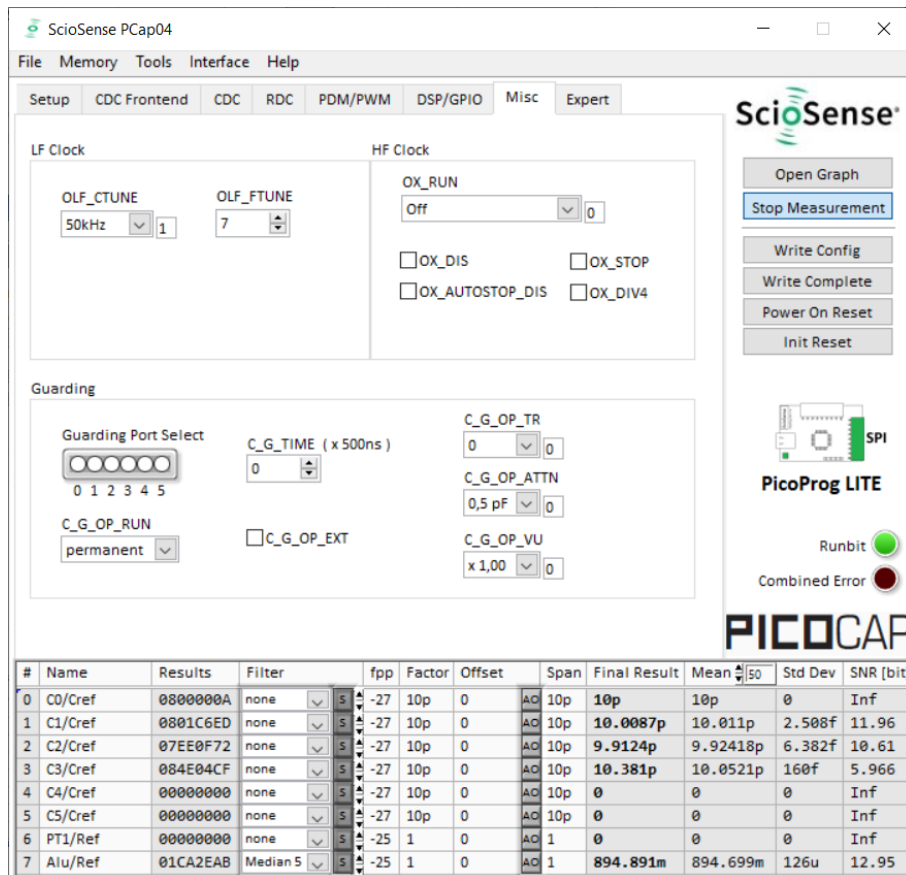 ScioSense PCap04
File Memory Tools Interface Help
Setup CDC Frontend CDC RDC PDM/PWM DSP/GPIO Misc Expert
ScioSense
LF Clock
HF Clock
OLF_CTUNE
50kHz 1
OLF_FTUNE
7
OX_RUN
Off 0
OX_DIS
OX_STOP
OX_AUTOSTOP_DIS
OX_DIV4
Open Graph
Stop Measurement
Write Config
Write Complete
Power On Reset
Init Reset
Guarding
Guarding Port Select
0 1 2 3 4 5
C_G_OP_RUN
permanent
C_G_TIME ( x 500ns )
0
C_G_OP_EXT
C_G_OP_TR
0 0
C_G_OP_ATTN
0,5 pF 0
C_G_OP_VU
x 1,00 0
SPI
PicoProg LITE
Runbit
Combined Error
PICOCAP
# Name Results Filter fpp Factor Offset Span Final Result Mean 50 Std Dev SNR [bit
0 C0/Cref 0800000A none S -27 10p 0 AO 10p 10p 10p 0 Inf
1 C1/Cref 0801C6ED none S -27 10p 0 AO 10p 10.0087p 10.011p 2.508f 11.96
2 C2/Cref 07EE0F72 none S -27 10p 0 AO 10p 9.9124p 9.92418p 6.382f 10.61
3 C3/Cref 084E04CF none S -27 10p 0 AO 10p 10.381p 10.0521p 160f 5.966
4 C4/Cref 00000000 none S -27 10p 0 AO 10p 0 0 0 Inf
5 C5/Cref 00000000 none S -27 10p 0 AO 10p 0 0 0 Inf
6 PT1/Ref 00000000 none S -25 1 0 AO 1 0 0 0 Inf
7 Alu/Ref 01CA2EAB Median 5 S -25 1 0 AO 1 894.891m 894.699m 126u 12.95